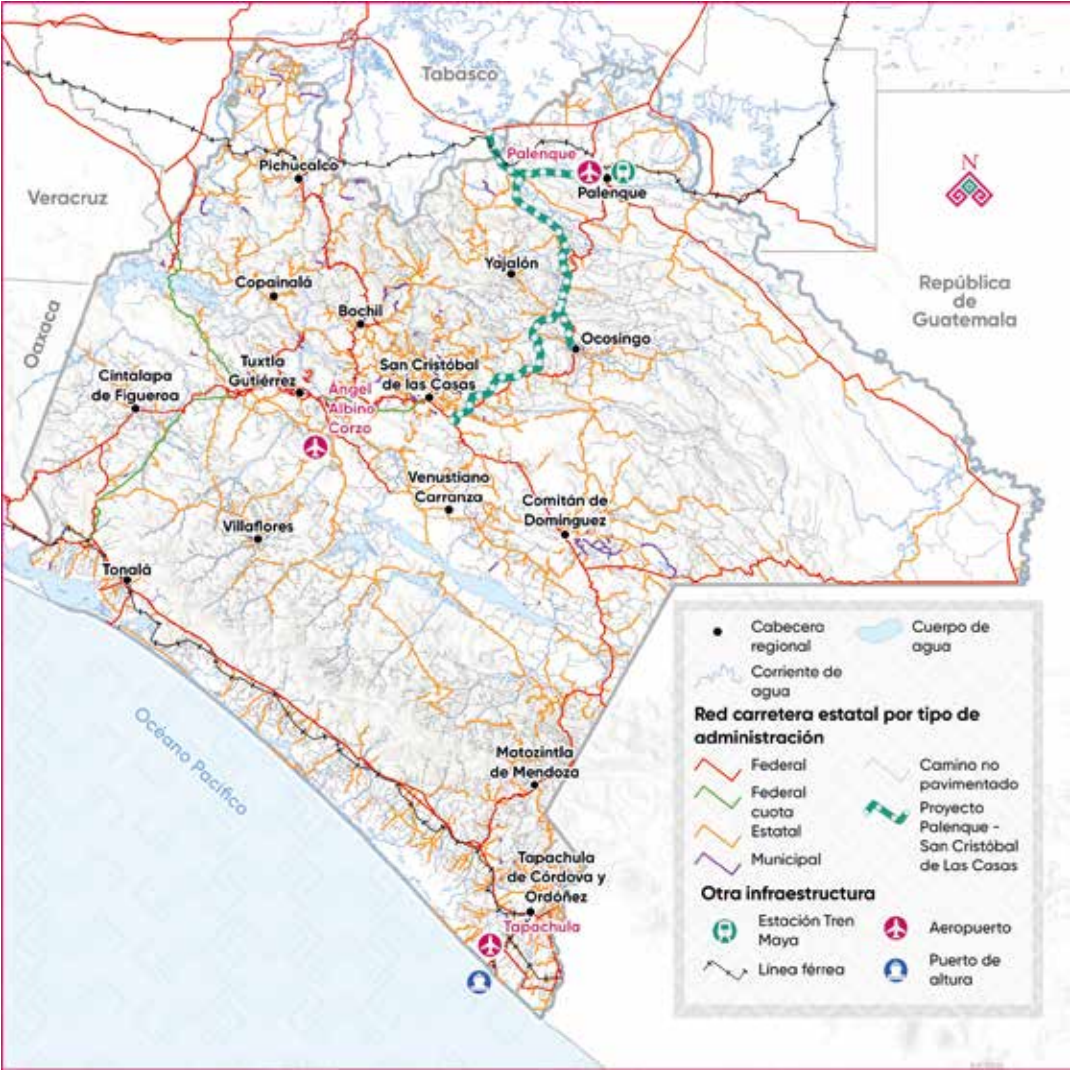 Tabasco
Palenque
Pichucalco
Palenque
N
Veracruz
Yajalón
Copainalá
República
de
Guatemala
Bochil
Oaxaca
Ocosingo
Tuxtla
Gutiérrez
San Cristóbal
de las Casas
Cintalapa
de Figueroa
Ángel
Albino
Corzo
Venustiano
Carranza
Comitán de
Domínguez
Villaflores
Tonalá
Océano Pacífico
Motozintla
de Mendoza
Tapachula
de Córdova y
Ordóñez
Tapachula
Cabecera
regional
Cuerpo de
agua
Corriente de
agua
Red carretera estatal por tipo de
administración
Federal
Federal
cuota
Estatal
Municipal
Camino no
pavimentado
Proyecto
Palenque -
San Cristóbal
de Las Casas
Otra infraestructura
Estación Tren
Maya
Aeropuerto
Línea férrea
Puerto de
altura